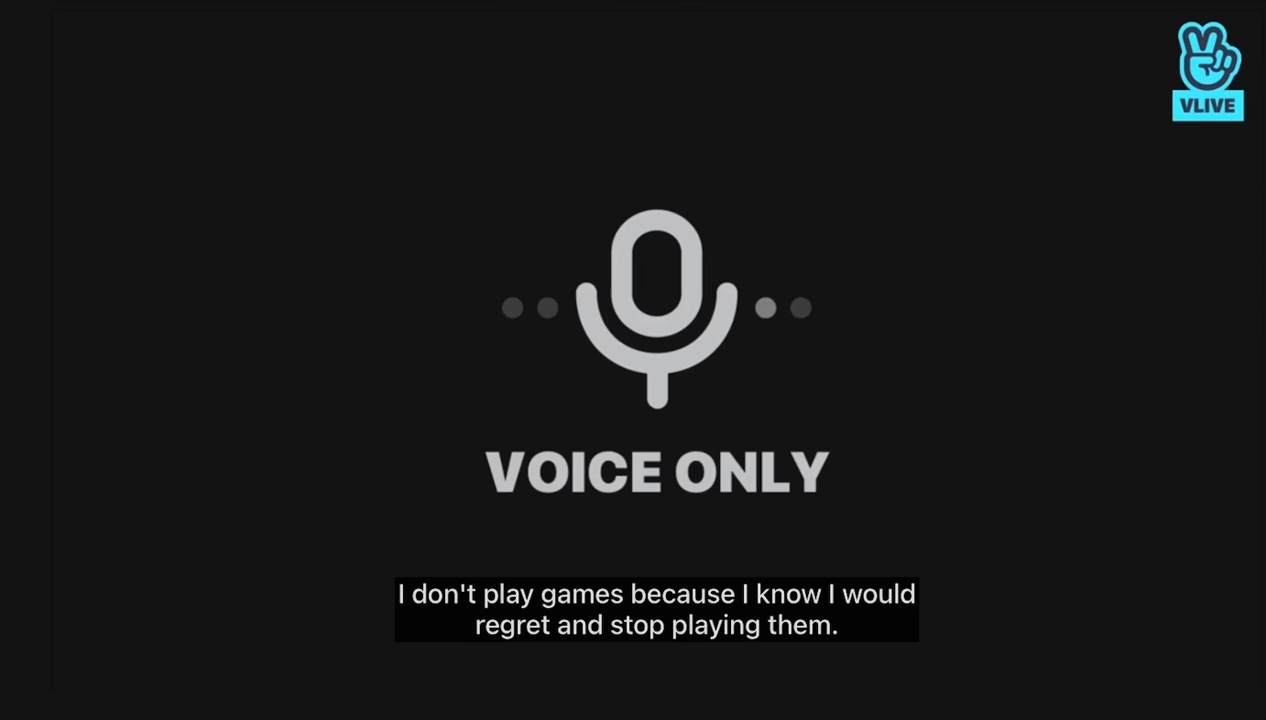 VLIVE
VOICE ONLY
I don't play games because I know I would
regret and stop playing them.